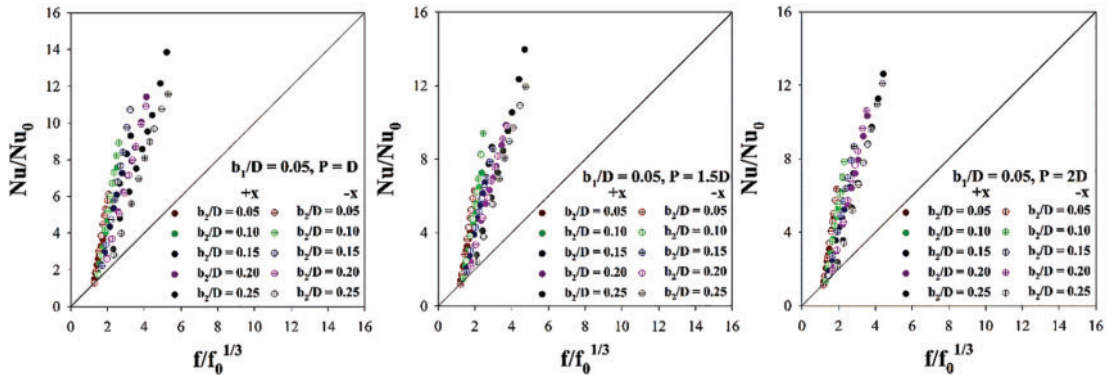 Nu/Nu0
16
14
12
10
8
6
4
2
0
b1/D = 0.05, P = D
+x -x
b2/D = 0.05 b2/D = 0.05
b2/D = 0.10 b2/D = 0.10
b2/D = 0.15 b2/D = 0.15
b2/D = 0.20 b2/D = 0.20
b2/D = 0.25 b2/D = 0.25
0 2 4 6 8 10 12 14 16
f/f0^1/3
Nu/Nu0
16
12
8
4
0
b1/D = 0.05, P = 1.5D
+x -x
b2/D = 0.05 b2/D = 0.05
b2/D = 0.10 b2/D = 0.10
b2/D = 0.15 b2/D = 0.15
b2/D = 0.20 b2/D = 0.20
b2/D = 0.25 b2/D = 0.25
0 2 4 6 8 10 12 14 16
f/f0^1/3
Nu/Nu0
16
12
8
4
0
b1/D = 0.05, P = 2D
+x -x
b2/D = 0.05 b2/D = 0.05
b2/D = 0.10 b2/D = 0.10
b2/D = 0.15 b2/D = 0.15
b2/D = 0.20 b2/D = 0.20
b2/D = 0.25 b2/D = 0.25
0 2 4 6 8 10 12 14 16
f/f0^1/3